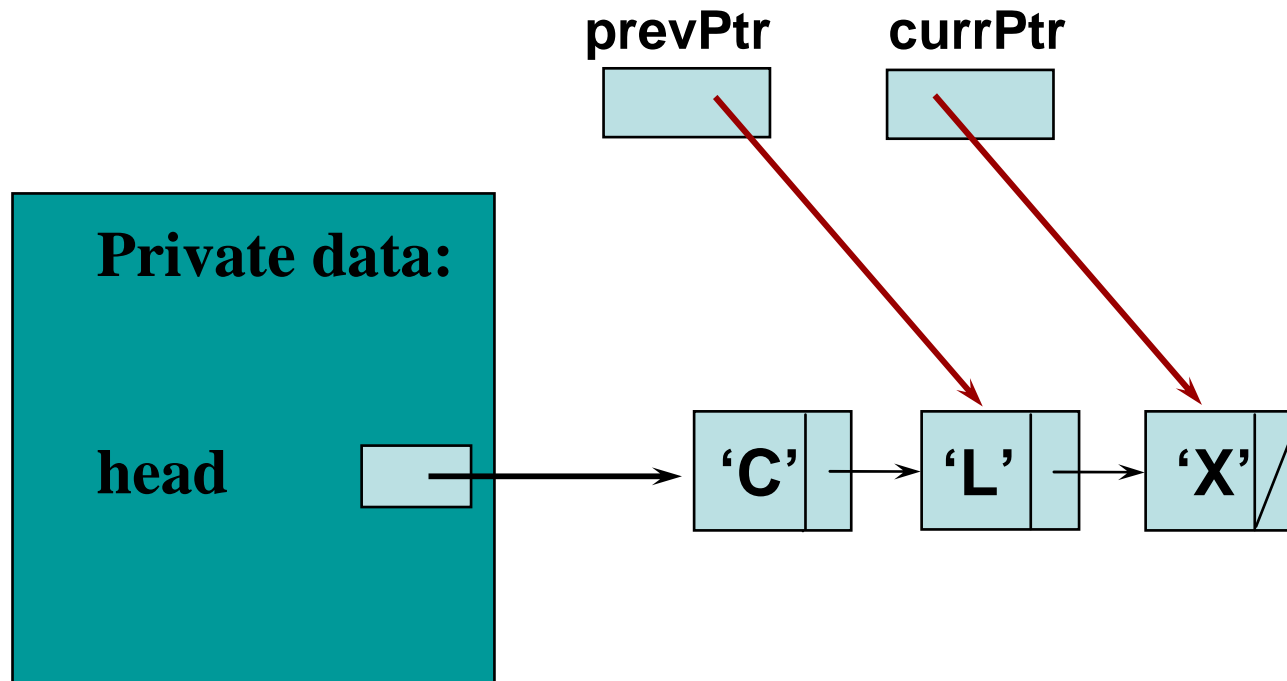 prevPtr currPtr
Private data:
head
‘C’ ‘L’ ‘X’